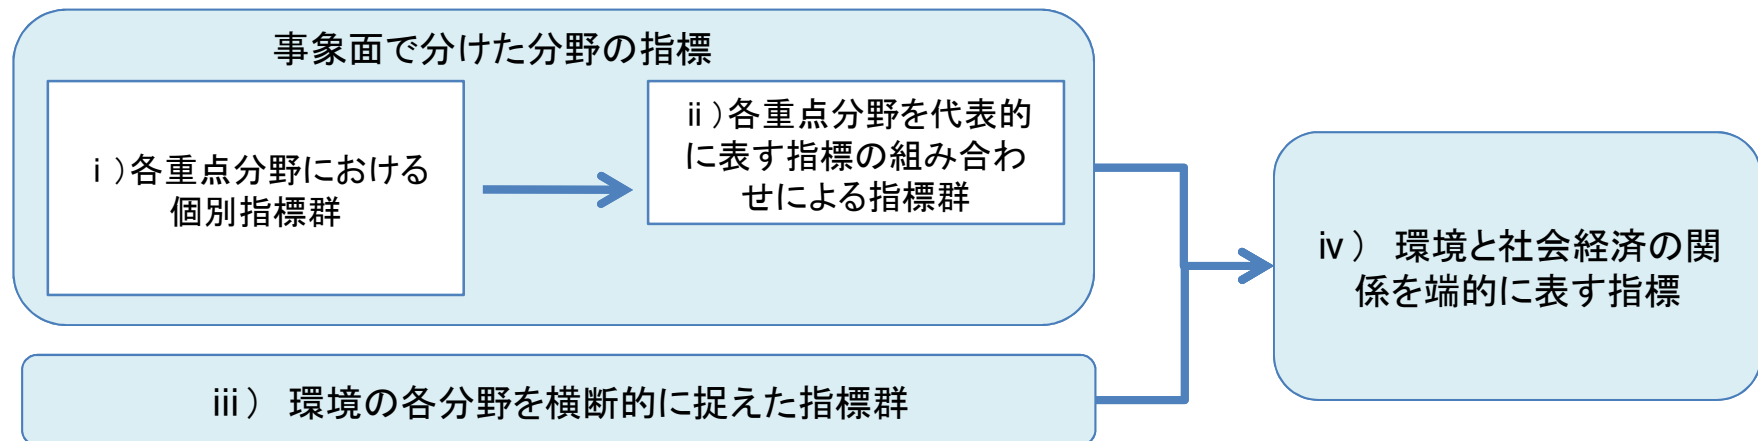 事象面で分けた分野の指標
ⅰ）各重点分野における
個別指標群
ⅱ）各重点分野を代表的
に表す指標の組み合わ
せによる指標群
ⅲ） 環境の各分野を横断的に捉えた指標群
ⅳ） 環境と社会経済の関
係を端的に表す指標